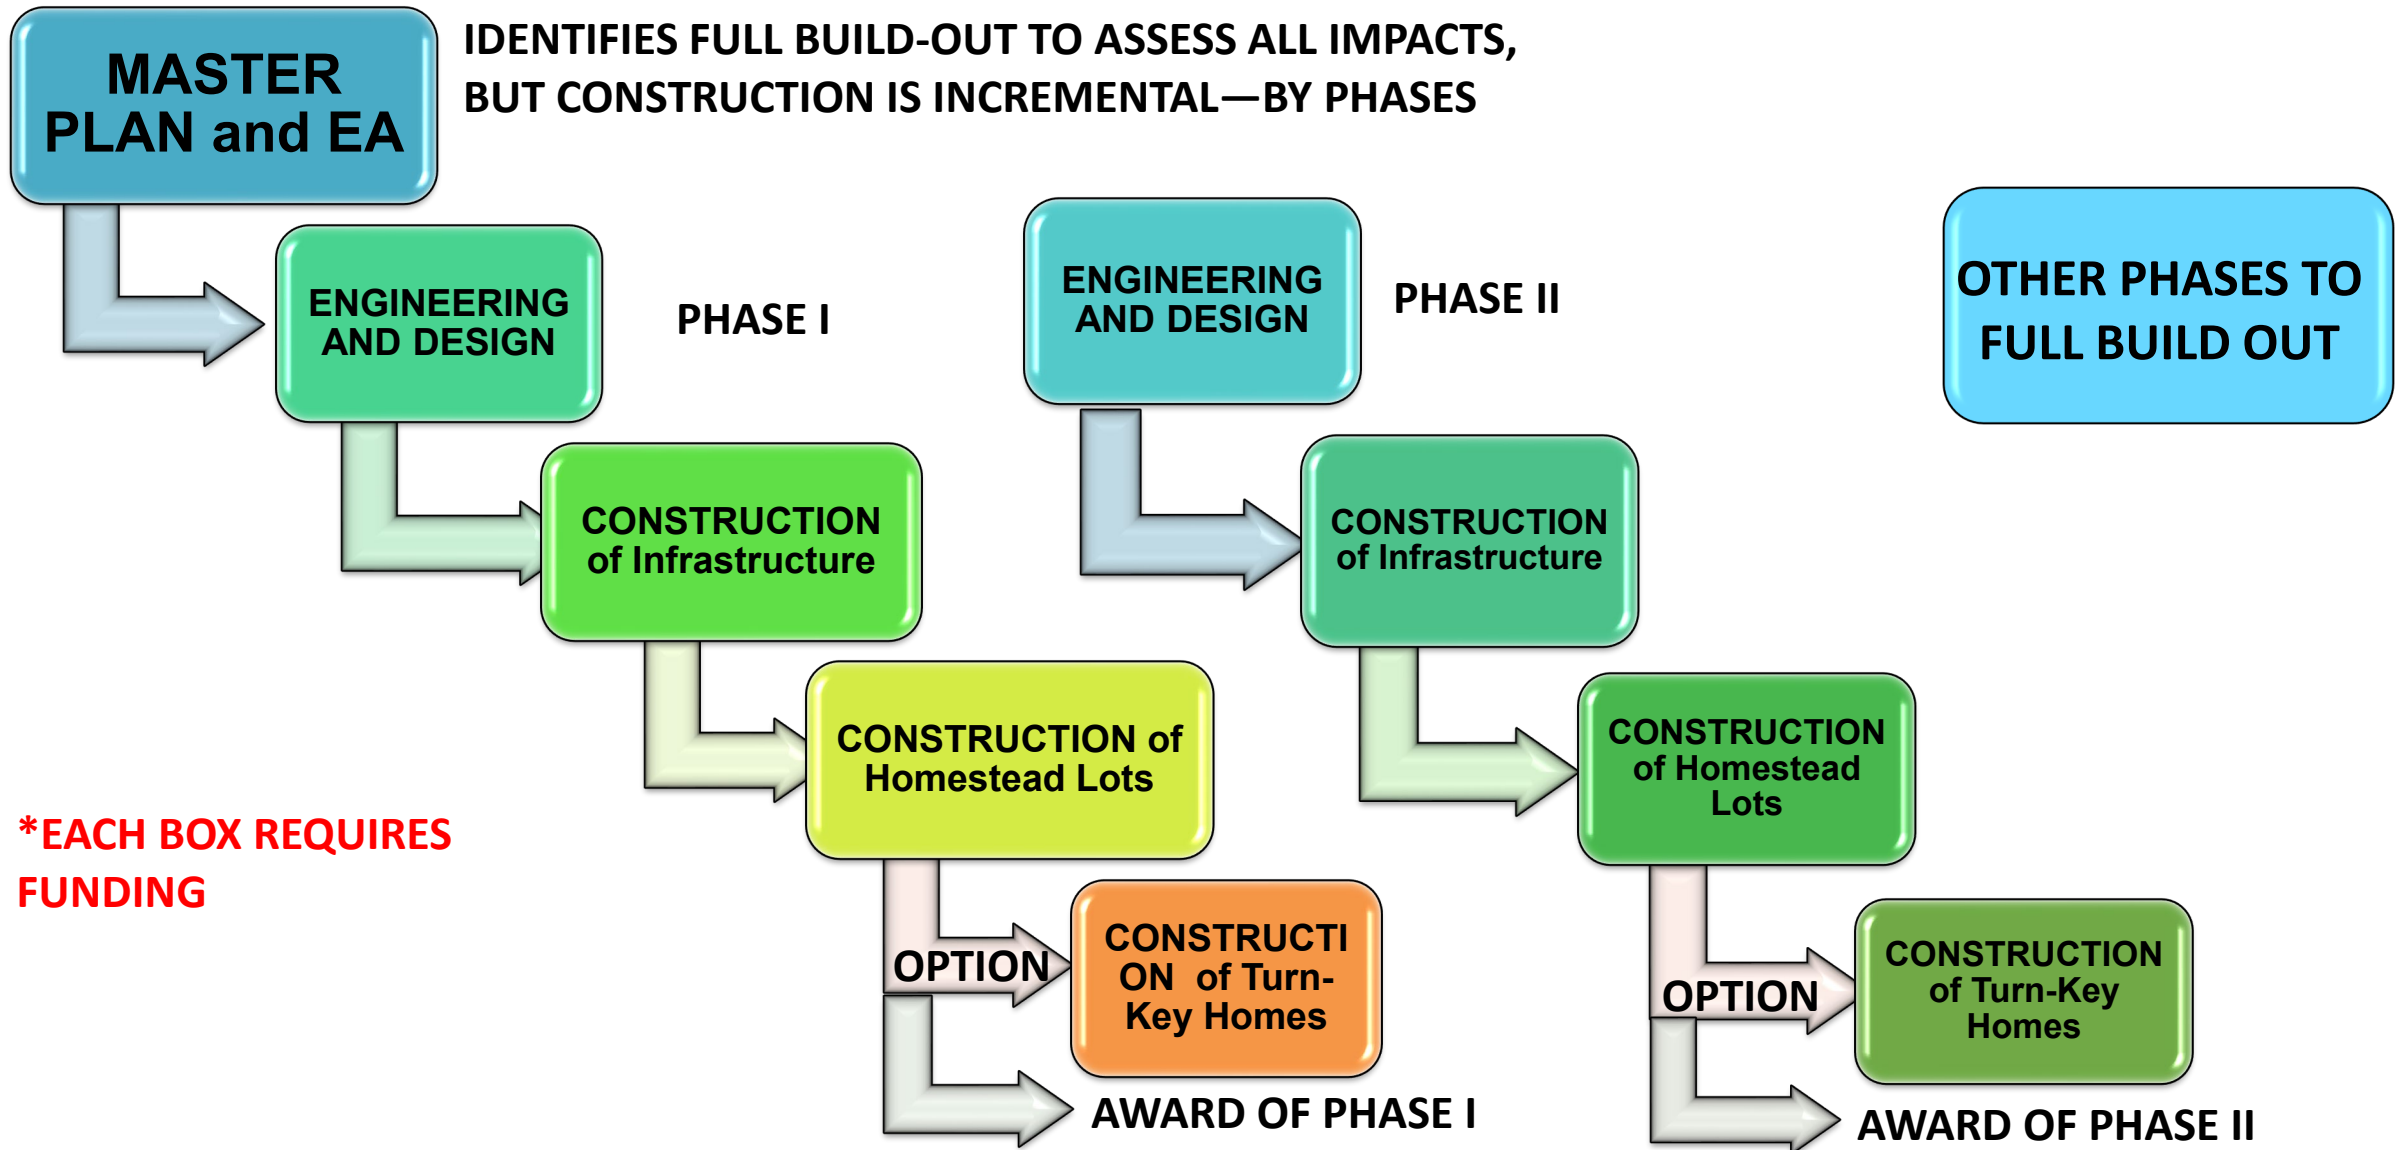 MASTER
PLAN and EA
IDENTIFIES FULL BUILD-OUT TO ASSESS ALL IMPACTS,
BUT CONSTRUCTION IS INCREMENTAL—BY PHASES
ENGINEERING
AND DESIGN
PHASE I
CONSTRUCTION
of Infrastructure
CONSTRUCTION of
Homestead Lots
OPTION
CONSTRUCTI
ON of Turn-
Key Homes
AWARD OF PHASE I
ENGINEERING
AND DESIGN
PHASE II
CONSTRUCTION
of Infrastructure
CONSTRUCTION
of Homestead
Lots
OPTION
CONSTRUCTION
of Turn-Key
Homes
AWARD OF PHASE II
OTHER PHASES TO
FULL BUILD OUT
*EACH BOX REQUIRES
FUNDING